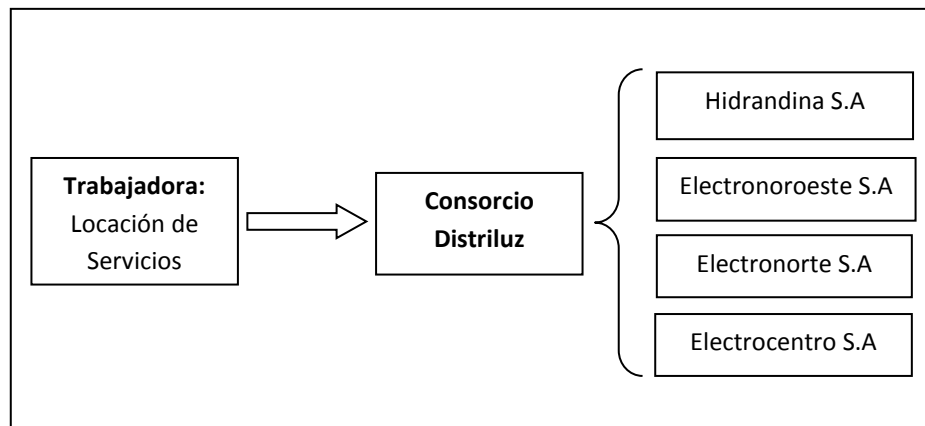 Trabajadora:
Locación de
Servicios
Consorcio
Distriluz
Hidrandina S.A
Electronoroeste S.A
Electronorte S.A
Electrocentro S.A